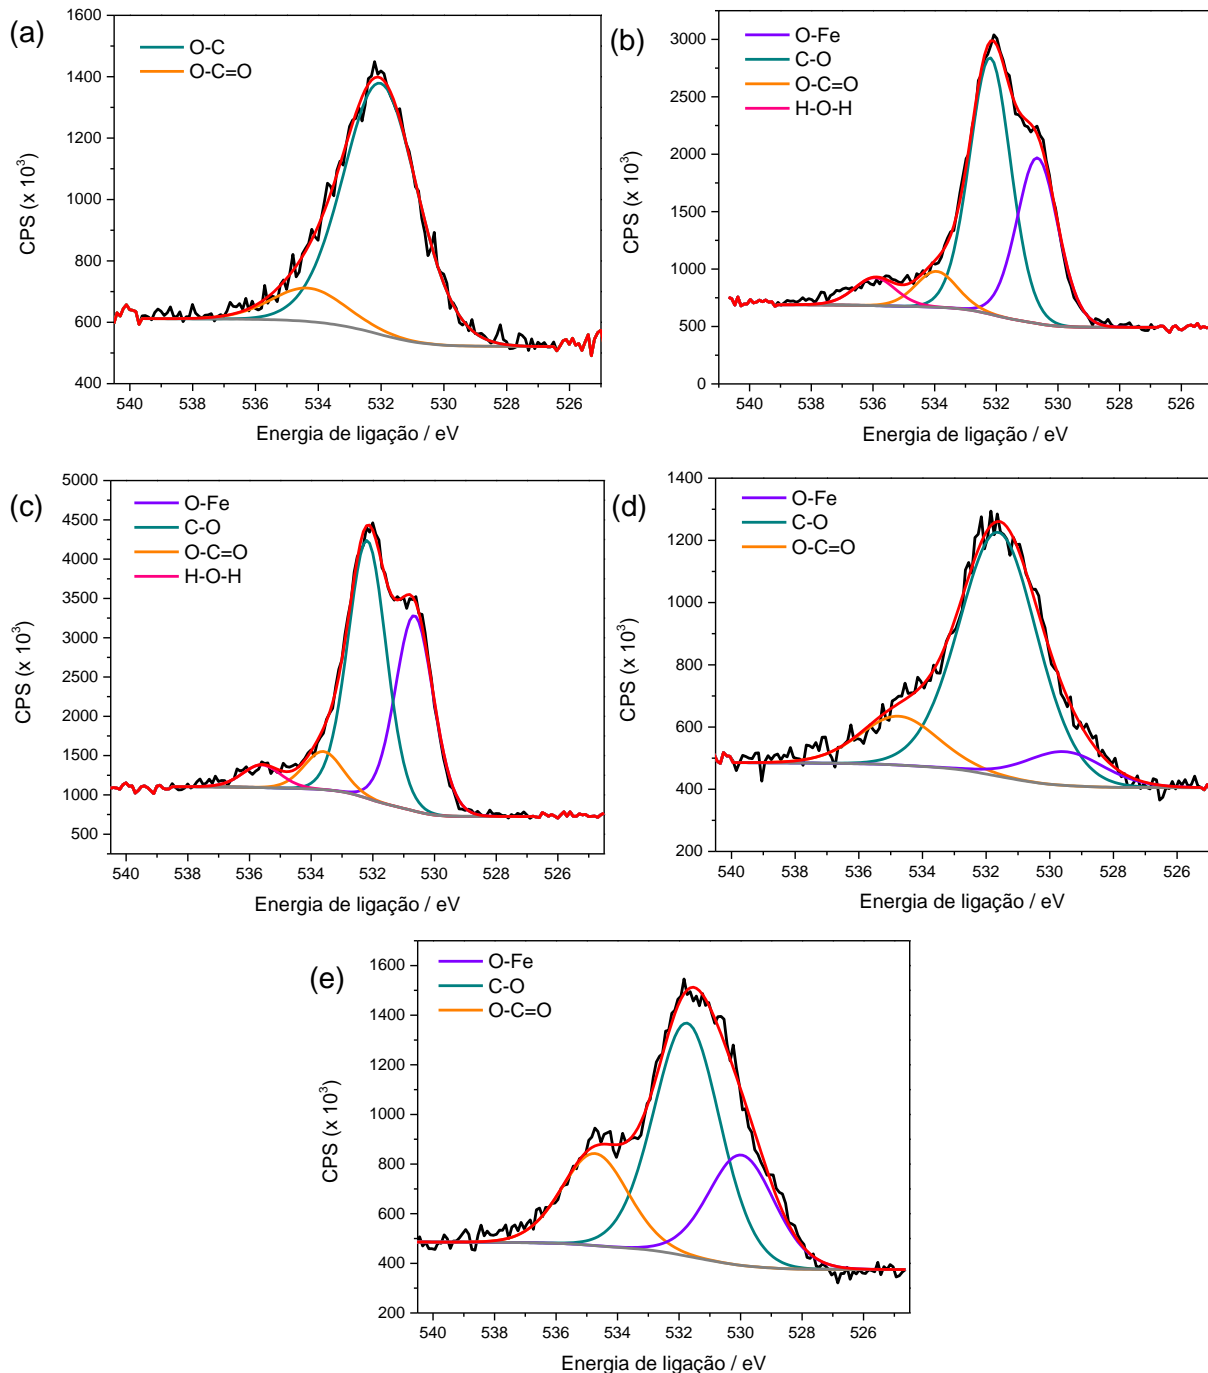 (a)
O-C
O-C=O
1600
1400
1200
1000
800
600
400
CPS (x 10³)
540 538 536 534 532 530 528 526
Energia de ligação / eV
(b)
O-Fe
C-O
O-C=O
H-O-H
3000
2500
2000
1500
1000
500
0
CPS (x 10³)
540 538 536 534 532 530 528 526
Energia de ligação / eV
(c)
O-Fe
C-O
O-C=O
H-O-H
5000
4500
4000
3500
3000
2500
2000
1500
1000
500
CPS (x 10³)
540 538 536 534 532 530 528 526
Energia de ligação / eV
(d)
O-Fe
C-O
O-C=O
1400
1200
1000
800
600
400
200
CPS (x 10³)
540 538 536 534 532 530 528 526
Energia de ligação / eV
(e)
O-Fe
C-O
O-C=O
1600
1400
1200
1000
800
600
400
200
CPS (x 10³)
540 538 536 534 532 530 528 526
Energia de ligação / eV